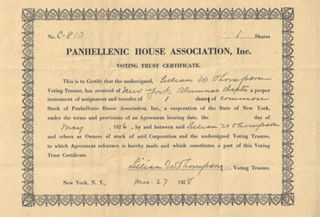 No. C-810 1 Shares
PANHELLENIC HOUSE ASSOCIATION, Inc.
VOTING TRUST CERTIFICATE.
This is to Certify that the undersigned, Lillian W Thompson
Voting Trustee, has received of New York Alumnae Chapter a proper
instrument of assignment and transfer of 1 shares of common
Stock of Panhellenic House Association, Inc., a corporation of the State of New York,
under the terms and provisions of an Agreement bearing date, the day of
May 1926, by and between said Lillian W Thompson
and others as Owners of stock of said Corporation and the undersigned Voting Trustee,
to which Agreement reference is hereby made and which constitutes a part of this Voting
Trust Certificate.
Lillian W Thompson, Voting Trustee.
New York, N. Y., 27 1928